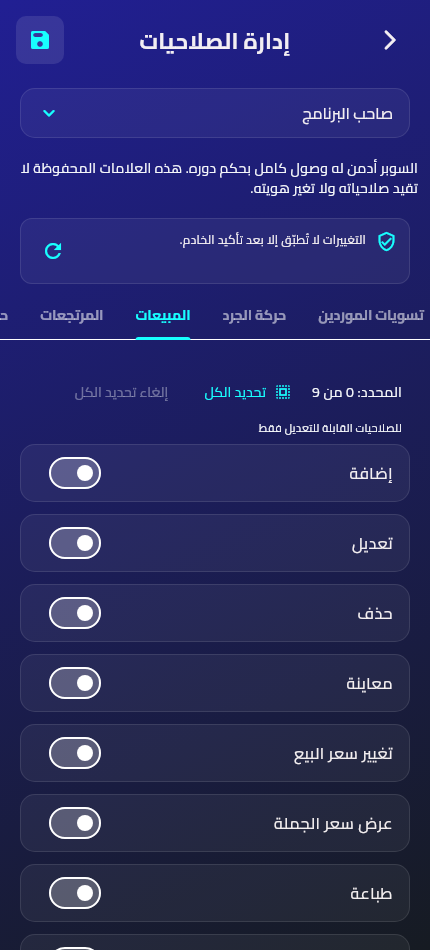 إدارة الصلاحيات
صاحب البرنامج
السوبر أدمن له وصول كامل بحكم دوره. هذه العلامات المحفوظة لا
تقيد صلاحياته ولا تغير هويته.
التغييرات لا تُطبّق إلا بعد تأكيد الخادم.
تسويات الموردين حركة الجرد المبيعات المرتجعات
المحدد: 0 من 9 تحديد الكل إلغاء تحديد الكل
للصلاحيات القابلة للتعديل فقط
إضافة
تعديل
حذف
معاينة
تغيير سعر البيع
عرض سعر الجملة
طباعة